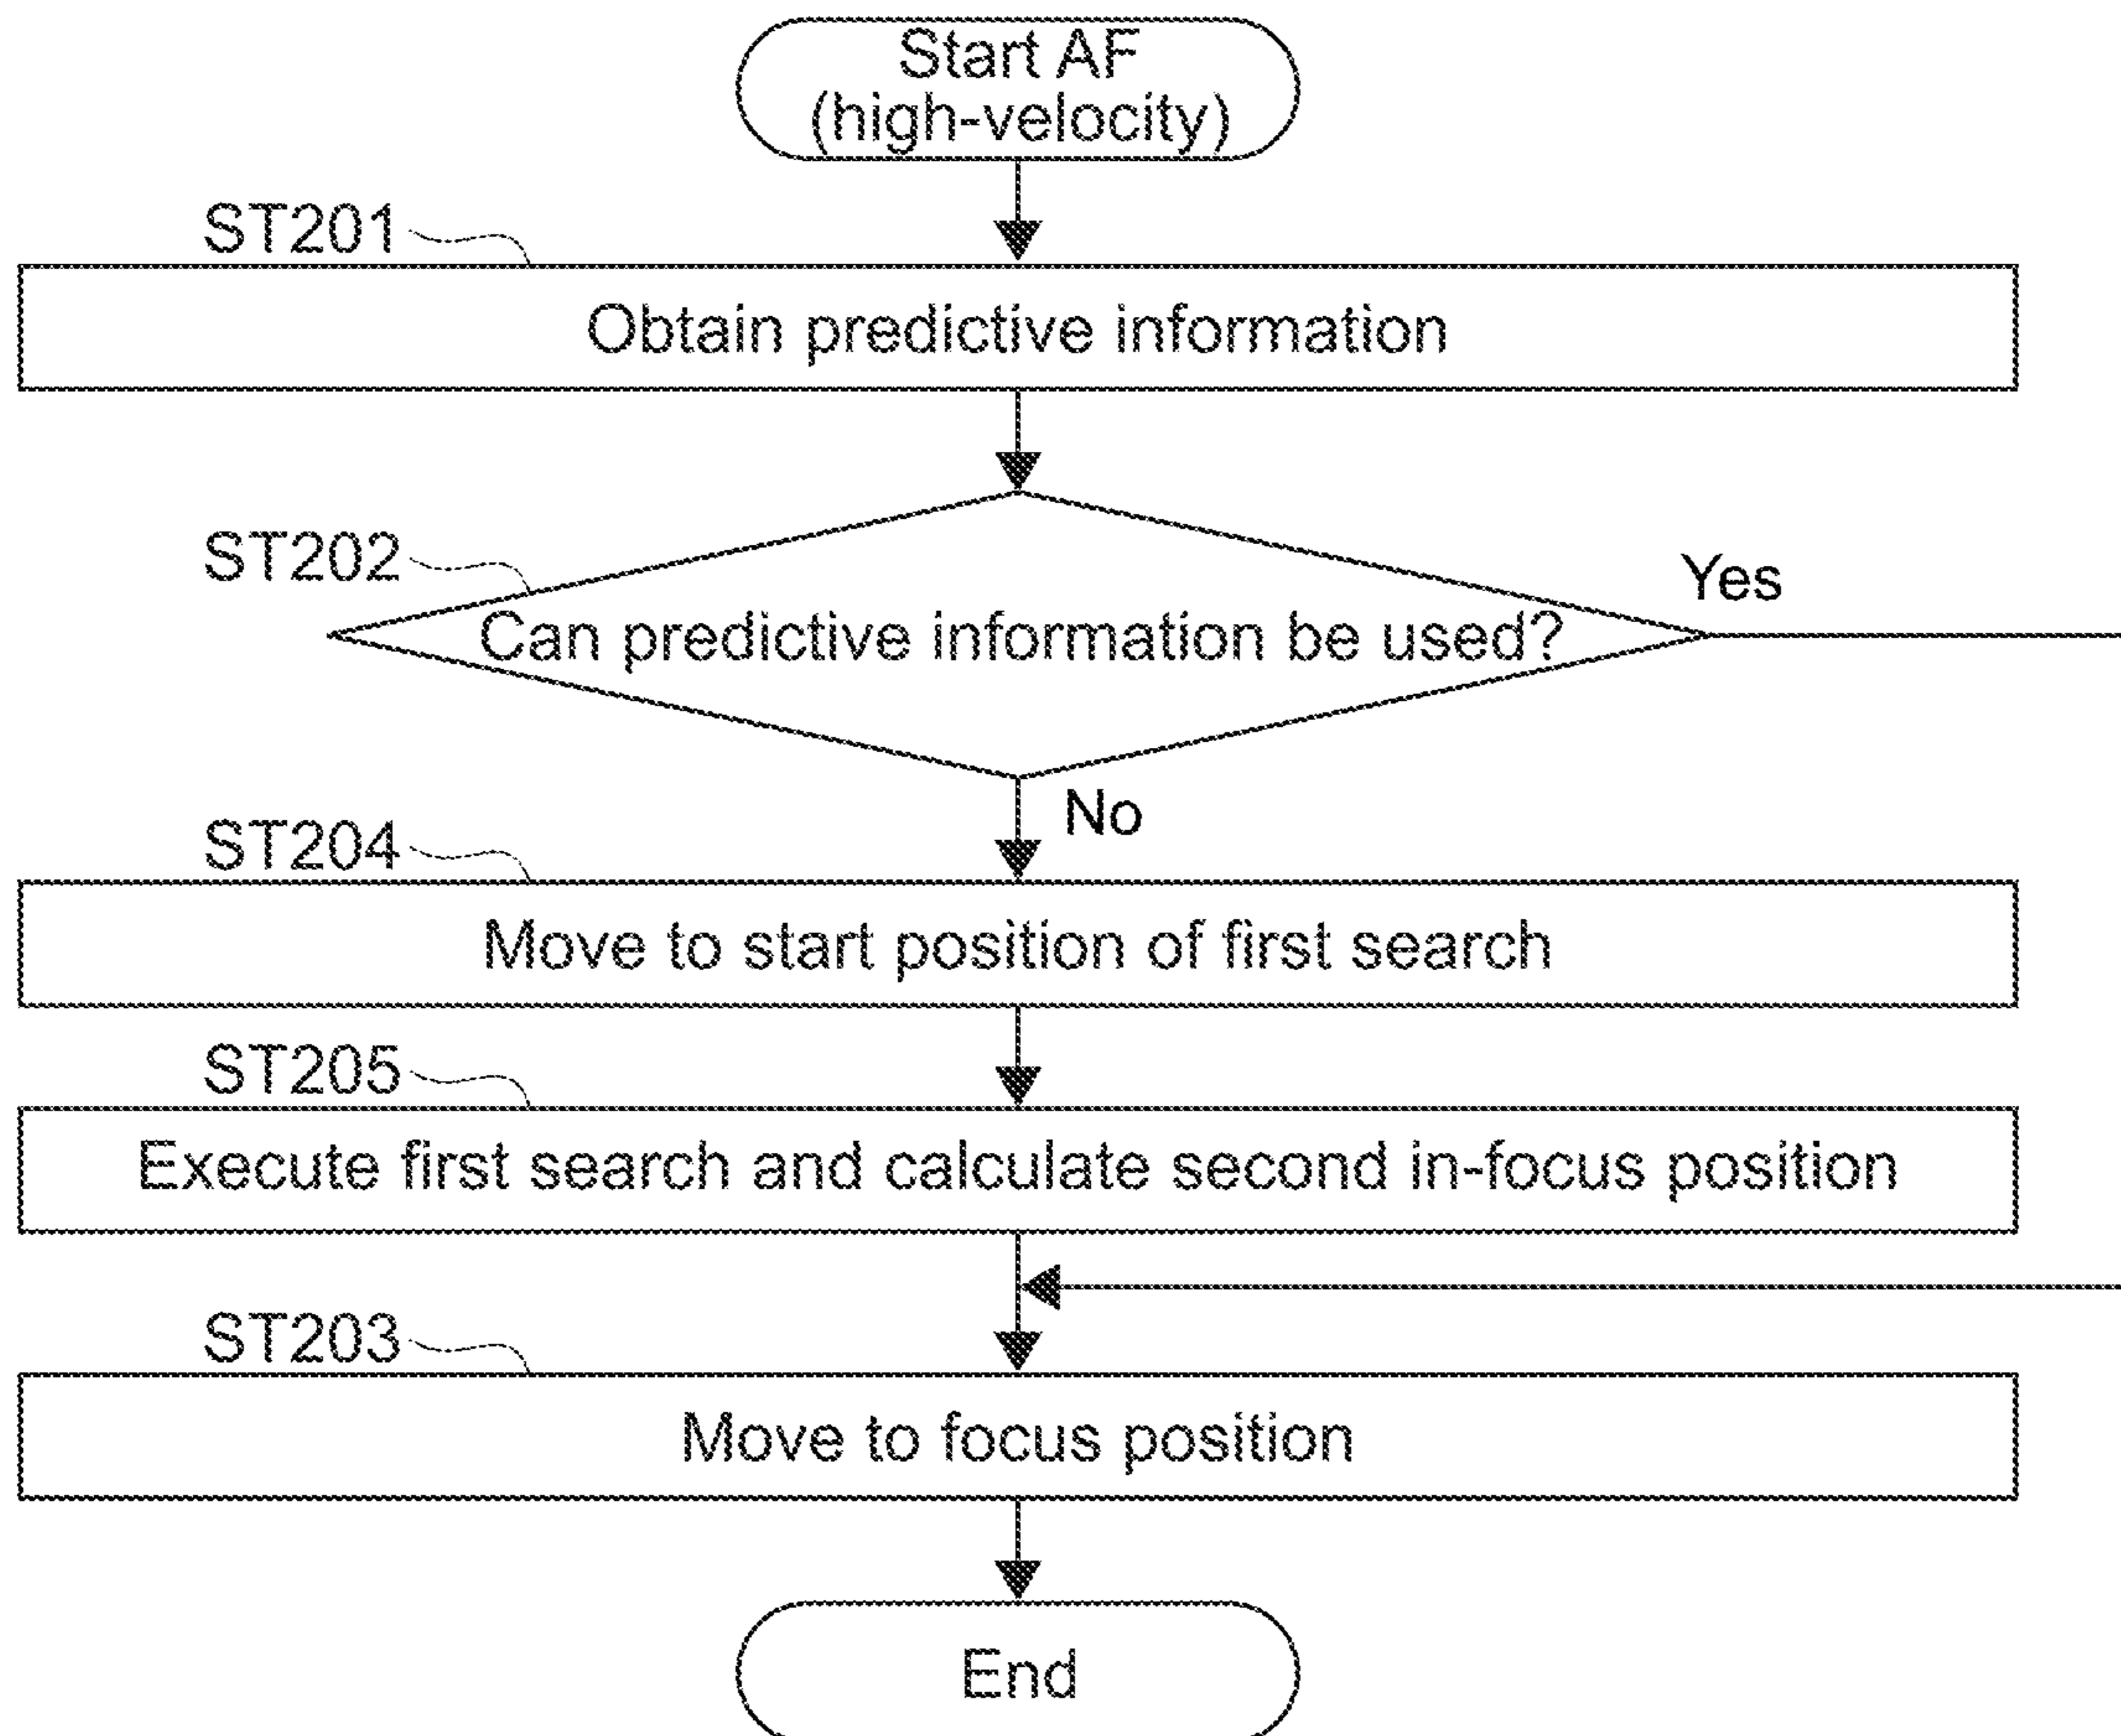 Start AF
(high-velocity)
ST201
Obtain predictive information
ST202
Yes
Can predictive information be used?
No
ST204
Move to start position of first search
ST205
Execute first search and calculate second in-focus position
ST203
Move to focus position
End